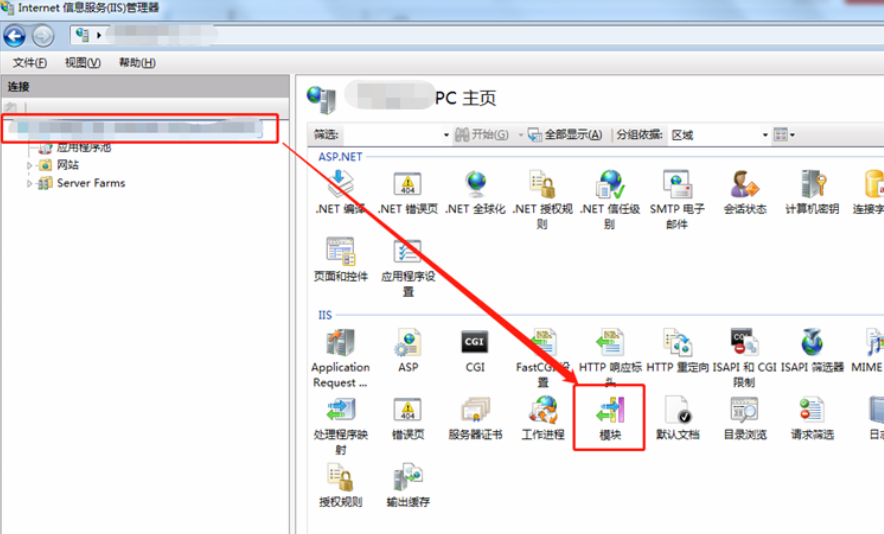 Internet 信息服务(IIS)管理器
文件(F) 视图(V) 帮助(H)
连接
应用程序池
网站
Server Farms
PC 主页
筛选: 开始(G) 全部显示(A) 分组依据: 区域
ASP.NET
.NET 编译 .NET 错误页 .NET 全球化 .NET 授权规则 .NET 信任级别 SMTP 电子邮件 会话状态 计算机密钥 连接字
页面和控件 应用程序设置
IIS
Application Request ... ASP CGI FastCGI 设置 HTTP 响应标头 HTTP 重定向 ISAPI 和 CGI 限制 ISAPI 筛选器 MIME
处理程序映射 错误页 服务器证书 工作进程 模块 默认文档 目录浏览 请求筛选 日志
授权规则 输出缓存